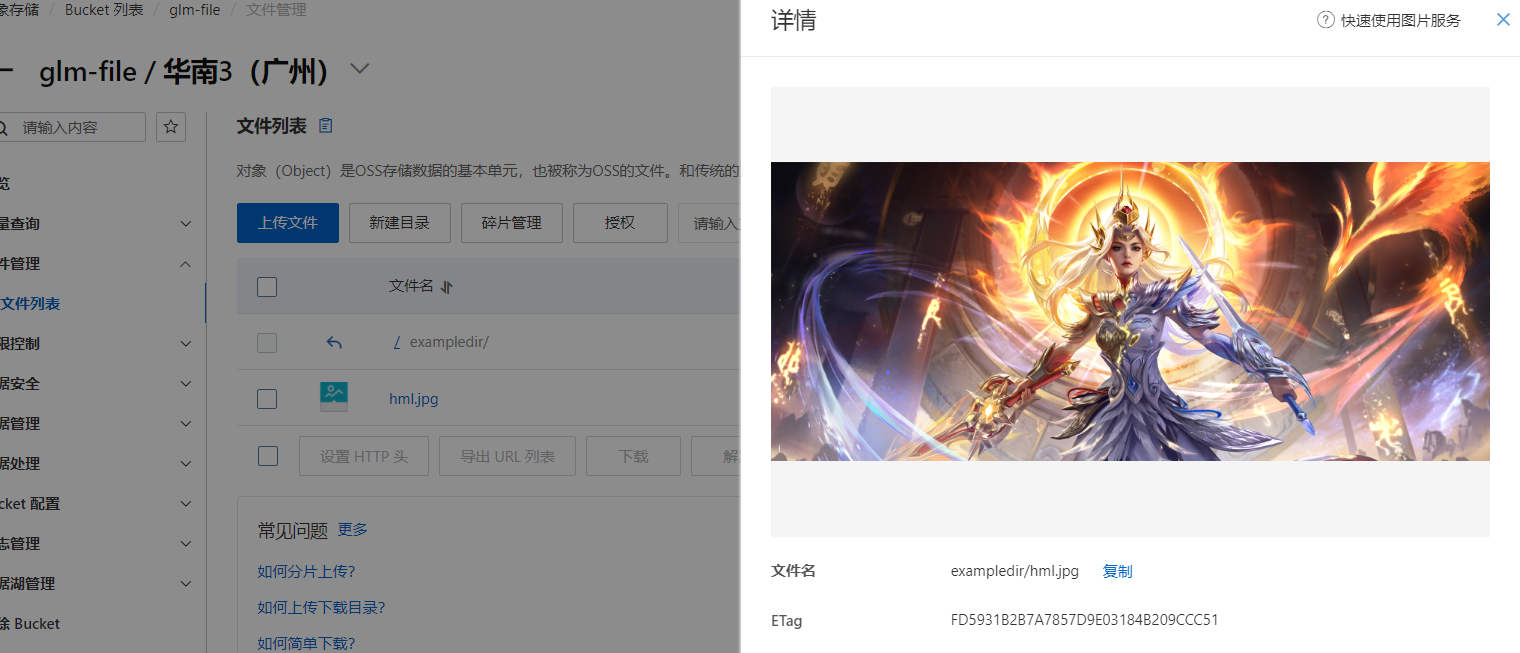 象存储 / Bucket 列表 / glm-file / 文件管理
glm-file / 华南3（广州）
请输入内容
览
量查询
件管理
文件列表
限控制
据安全
据管理
据处理
cket 配置
志管理
据湖管理
除 Bucket
文件列表
对象（Object）是OSS存储数据的基本单元，也被称为OSS的文件。和传统的
上传文件 新建目录 碎片管理 授权 请输入
文件名
/ exampledir/
hml.jpg
设置 HTTP 头 导出 URL 列表 下载 解
常见问题 更多
如何分片上传?
如何上传下载目录?
如何简单下载?
详情
快速使用图片服务
文件名 exampledir/hml.jpg 复制
ETag FD5931B2B7A7857D9E03184B209CCC51